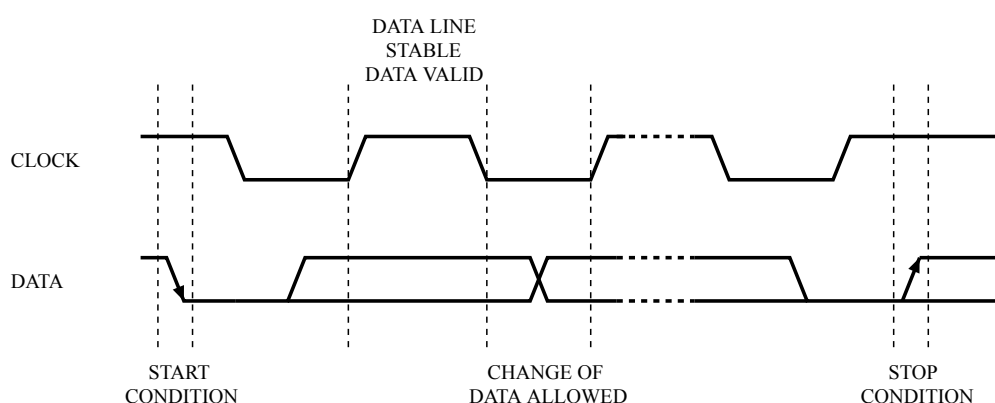 DATA LINE
STABLE
DATA VALID
CLOCK
DATA
START
CONDITION
CHANGE OF
DATA ALLOWED
STOP
CONDITION